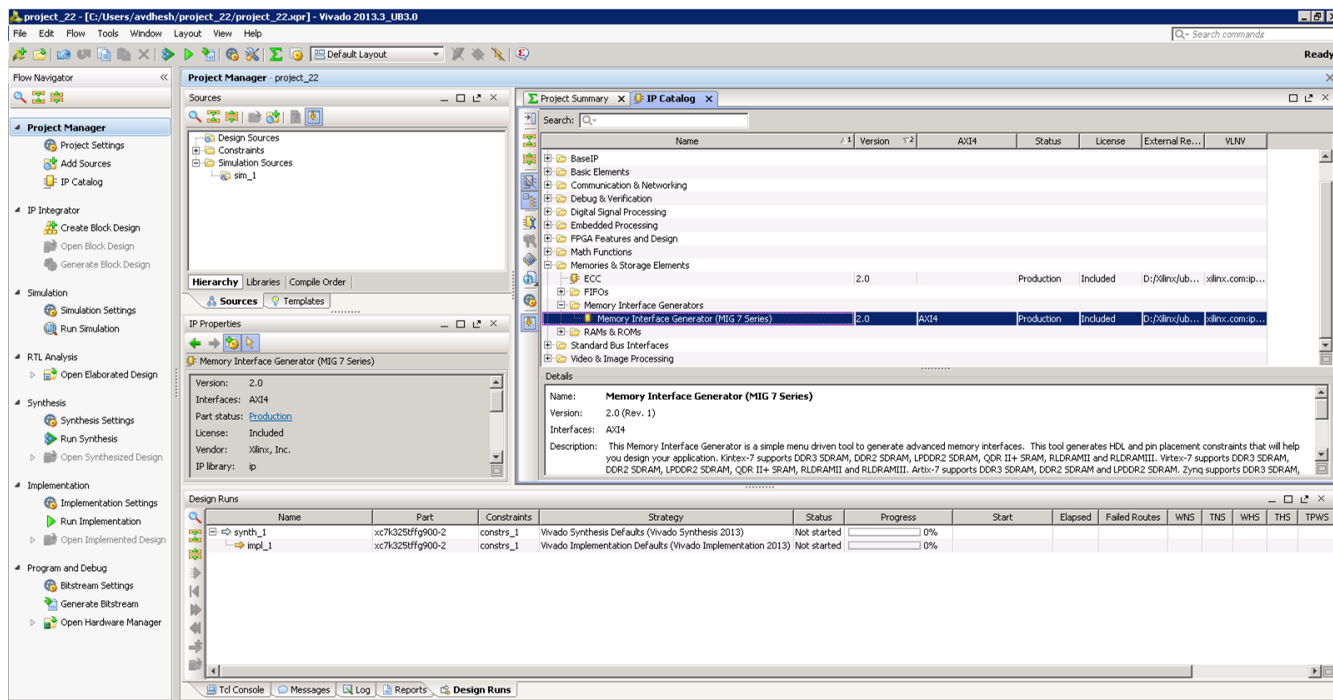 project_22 - [C:/Users/avdhesh/project_22/project_22.xpr] - Vivado 2013.3_UB3.0
File Edit Flow Tools Window Layout View Help
Search commands
Default Layout
Ready
Flow Navigator
Project Manager
Project Settings
Add Sources
IP Catalog
IP Integrator
Create Block Design
Open Block Design
Generate Block Design
Simulation
Simulation Settings
Run Simulation
RTL Analysis
Open Elaborated Design
Synthesis
Synthesis Settings
Run Synthesis
Open Synthesized Design
Implementation
Implementation Settings
Run Implementation
Open Implemented Design
Program and Debug
Bitstream Settings
Generate Bitstream
Open Hardware Manager
Project Manager - project_22
Sources
Design Sources
Constraints
Simulation Sources
sim_1
Hierarchy Libraries Compile Order
Sources Templates
IP Properties
Memory Interface Generator (MIG 7 Series)
Version: 2.0
Interfaces: AXI4
Part status: Production
License: Included
Vendor: Xilinx, Inc.
IP library: ip
Project Summary IP Catalog
Search:
Name 1 Version 2 AXI4 Status License External Re... VLNV
BaseIP
Basic Elements
Communication & Networking
Debug & Verification
Digital Signal Processing
Embedded Processing
FPGA Features and Design
Math Functions
Memories & Storage Elements
ECC 2.0 Production Included D:/Xilinx/ub... xilinx.com:ip...
FIFOs
Memory Interface Generators
Memory Interface Generator (MIG 7 Series) 2.0 AXI4 Production Included D:/Xilinx/ub... xilinx.com:ip...
RAMs & ROMs
Standard Bus Interfaces
Video & Image Processing
Details
Name: Memory Interface Generator (MIG 7 Series)
Version: 2.0 (Rev. 1)
Interfaces: AXI4
Description: This Memory Interface Generator is a simple menu driven tool to generate advanced memory interfaces. This tool generates HDL and pin placement constraints that will help
you design your application. Kintex-7 supports DDR3 SDRAM, DDR2 SDRAM, LPDDR2 SDRAM, QDR II+ SRAM, RLDRAMII and RLDRAMIII. Virtex-7 supports DDR3 SDRAM,
DDR2 SDRAM, LPDDR2 SDRAM, QDR II+ SRAM, RLDRAMII and RLDRAMIII. Artix-7 supports DDR3 SDRAM, DDR2 SDRAM and LPDDR2 SDRAM. Zynq supports DDR3 SDRAM,
Design Runs
Name Part Constraints Strategy Status Progress Start Elapsed Failed Routes WNS TNS WHS THS TPWS
synth_1 xc7k325tffg900-2 constrs_1 Vivado Synthesis Defaults (Vivado Synthesis 2013) Not started 0%
impl_1 xc7k325tffg900-2 constrs_1 Vivado Implementation Defaults (Vivado Implementation 2013) Not started 0%
Tcl Console Messages Log Reports Design Runs